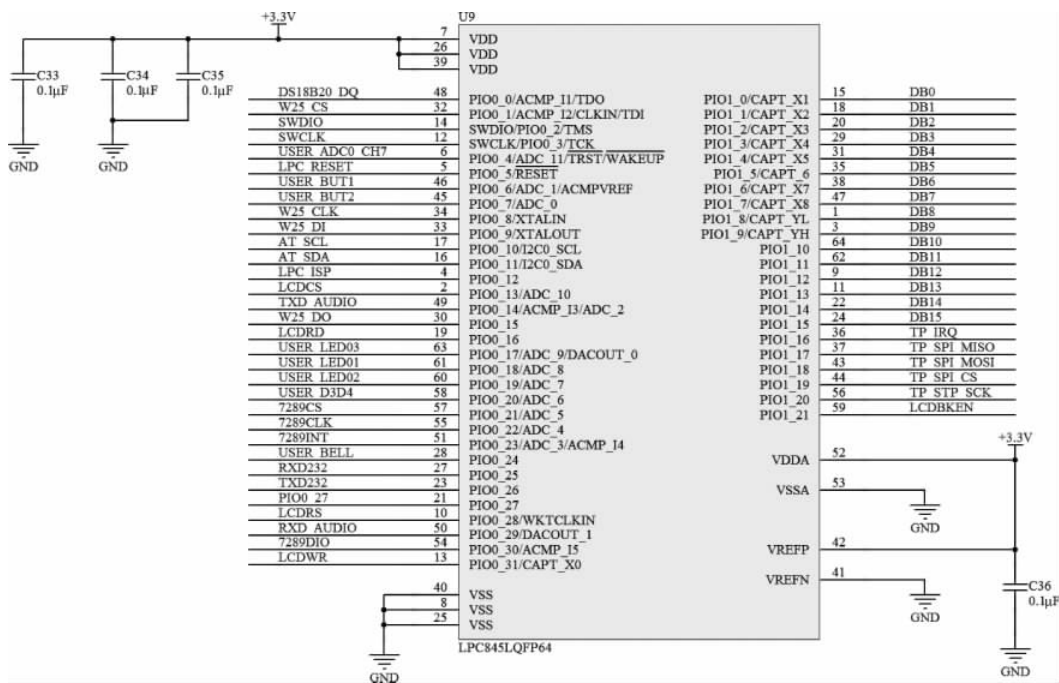 +3.3V
U9
7 VDD
26 VDD
39 VDD
C33
0.1µF
C34
0.1µF
C35
0.1µF
GND
GND
DS18B20_DQ 48 PIO0_0/ACMP_I1/TDO
W25_CS 32 PIO0_1/ACMP_I2/CLKIN/TDI
SWDIO 14 SWDIO/PIO0_2/TMS
SWCLK 12 SWCLK/PIO0_3/TCK
USER_ADC0_CH7 6 PIO0_4/ADC_11/TRST/WAKEUP
LPC_RESET 5 PIO0_5/RESET
USER_BUT1 46 PIO0_6/ADC_1/ACMPVREF
USER_BUT2 45 PIO0_7/ADC_0
W25_CLK 34 PIO0_8/XTALIN
W25_DI 33 PIO0_9/XTALOUT
AT_SCL 17 PIO0_10/I2C0_SCL
AT_SDA 16 PIO0_11/I2C0_SDA
LPC_ISP 4 PIO0_12
LCDCS 2 PIO0_13/ADC_10
TXD_AUDIO 49 PIO0_14/ACMP_I3/ADC_2
W25_DO 30 PIO0_15
LCDRD 19 PIO0_16
USER_LED03 63 PIO0_17/ADC_9/DACOUT_0
USER_LED01 61 PIO0_18/ADC_8
USER_LED02 60 PIO0_19/ADC_7
USER_D3D4 58 PIO0_20/ADC_6
7289CS 57 PIO0_21/ADC_5
7289CLK 55 PIO0_22/ADC_4
7289INT 51 PIO0_23/ADC_3/ACMP_I4
USER_BELL 28 PIO0_24
RXD232 27 PIO0_25
TXD232 23 PIO0_26
PIO0_27 21 PIO0_27
LCDRS 10 PIO0_28/WKTCLKIN
RXD_AUDIO 50 PIO0_29/DACOUT_1
7289DIO 54 PIO0_30/ACMP_I5
LCDWR 13 PIO0_31/CAPT_X0
40 VSS
8 VSS
25 VSS
GND
PIO1_0/CAPT_X1 15 DB0
PIO1_1/CAPT_X2 18 DB1
PIO1_2/CAPT_X3 20 DB2
PIO1_3/CAPT_X4 29 DB3
PIO1_4/CAPT_X5 31 DB4
PIO1_5/CAPT_6 35 DB5
PIO1_6/CAPT_X7 38 DB6
PIO1_7/CAPT_X8 47 DB7
PIO1_8/CAPT_YL 1 DB8
PIO1_9/CAPT_YH 3 DB9
PIO1_10 64 DB10
PIO1_11 62 DB11
PIO1_12 9 DB12
PIO1_13 11 DB13
PIO1_14 22 DB14
PIO1_15 24 DB15
PIO1_16 36 TP_IRQ
PIO1_17 37 TP_SPI_MISO
PIO1_18 43 TP_SPI_MOSI
PIO1_19 44 TP_SPI_CS
PIO1_20 56 TP_STP_SCK
PIO1_21 59 LCDBKEN
+3.3V
VDDA 52
VSSA 53
GND
VREFP 42
VREFN 41
GND
C36
0.1µF
GND
LPC845LQFP64